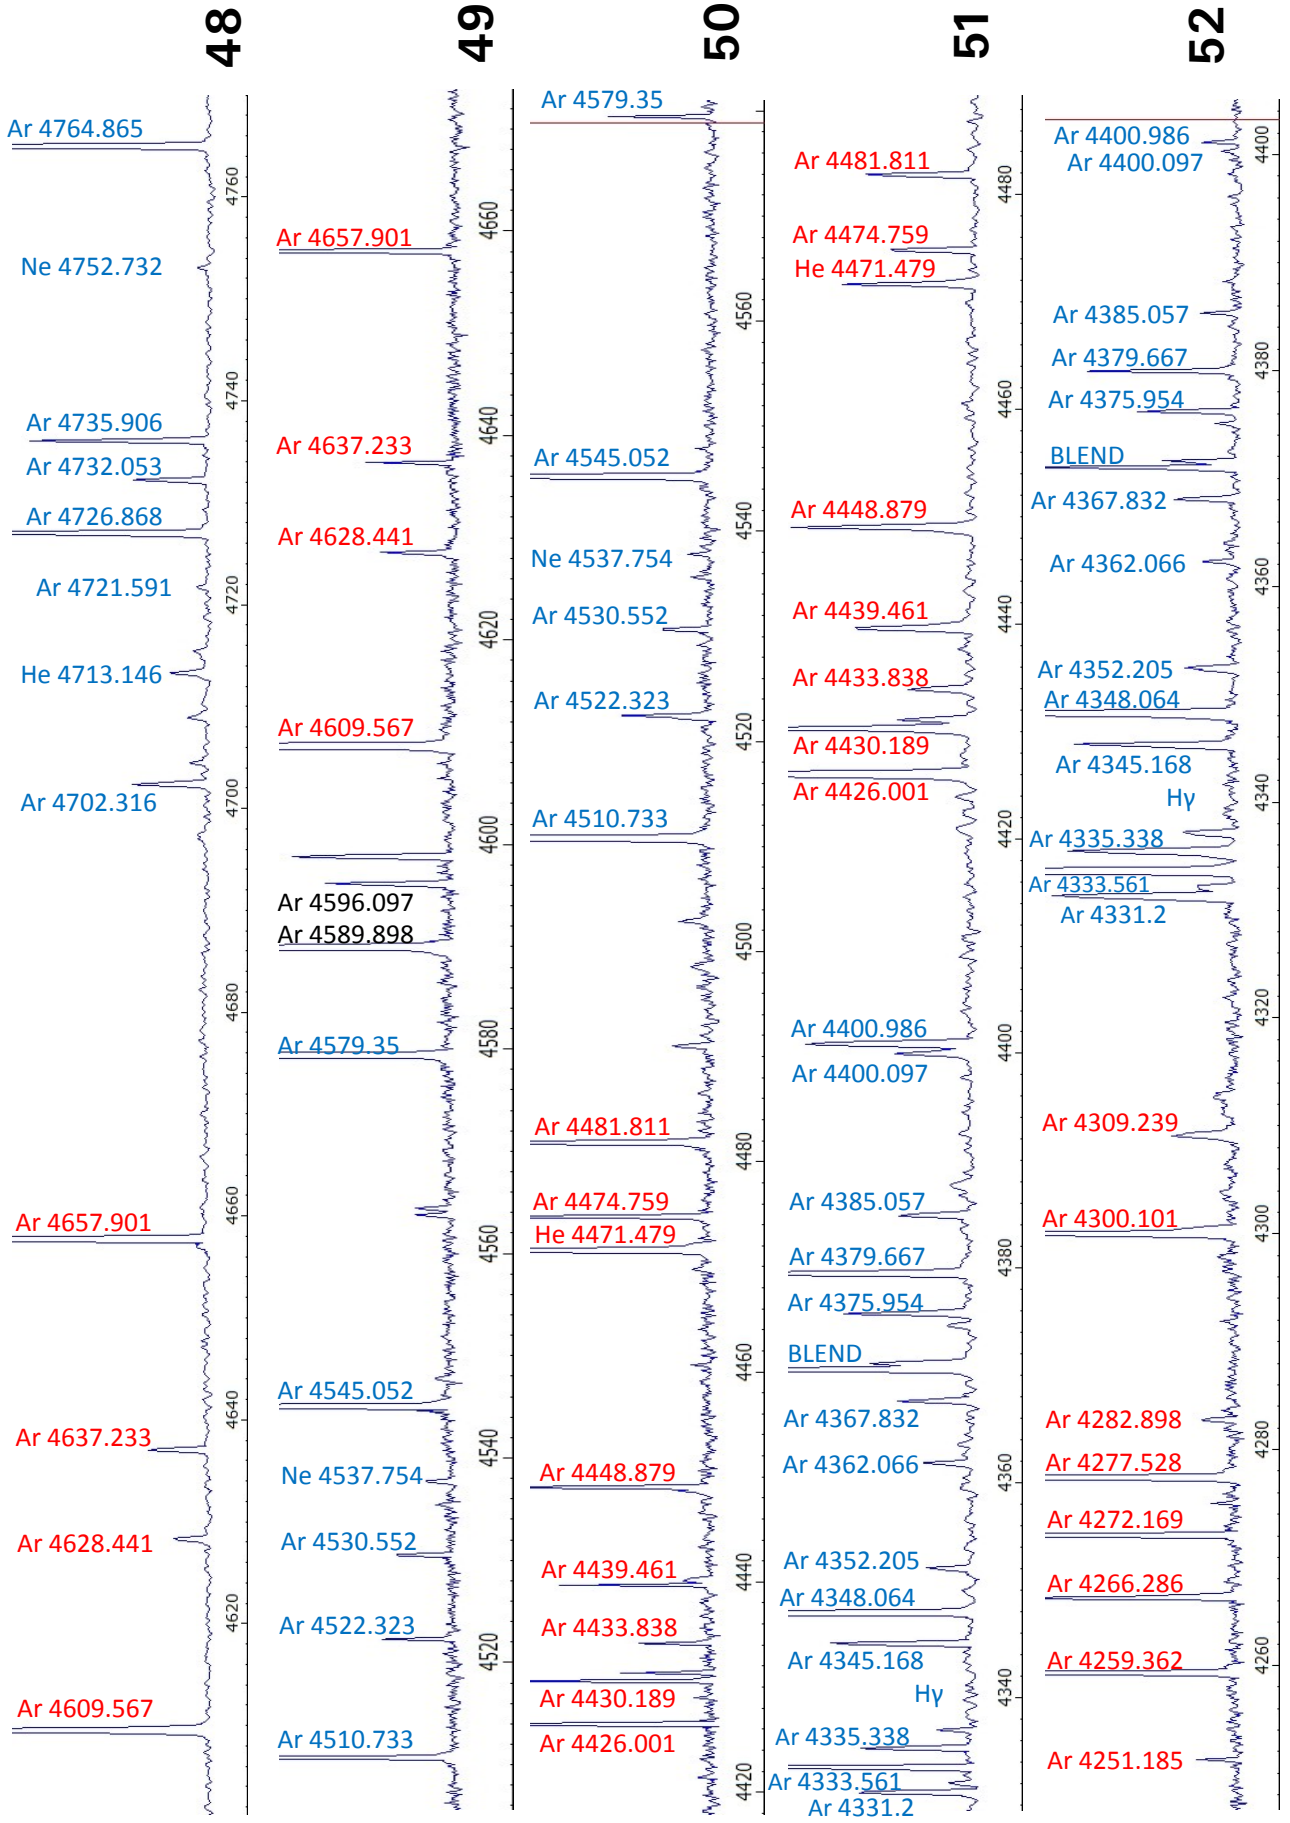 48
Ar 4764.865
4760
Ne 4752.732
4740
Ar 4735.906
Ar 4732.053
Ar 4726.868
Ar 4721.591
4720
He 4713.146
Ar 4702.316
4700
4680
4660
Ar 4657.901
4640
Ar 4637.233
Ar 4628.441
4620
Ar 4609.567
49
4660
Ar 4657.901
4640
Ar 4637.233
Ar 4628.441
4620
Ar 4609.567
4600
Ar 4596.097
Ar 4589.898
Ar 4579.35
4580
4560
Ar 4545.052
4540
Ne 4537.754
Ar 4530.552
Ar 4522.323
4520
Ar 4510.733
50
Ar 4579.35
4560
Ar 4545.052
4540
Ne 4537.754
Ar 4530.552
Ar 4522.323
4520
Ar 4510.733
4500
Ar 4481.811
4480
Ar 4474.759
He 4471.479
4460
Ar 4448.879
Ar 4439.461
4440
Ar 4433.838
Ar 4430.189
Ar 4426.001
4420
51
Ar 4481.811
4480
Ar 4474.759
He 4471.479
4460
Ar 4448.879
Ar 4439.461
4440
Ar 4433.838
Ar 4430.189
Ar 4426.001
4420
Ar 4400.986
4400
Ar 4400.097
Ar 4385.057
Ar 4379.667
4380
Ar 4375.954
BLEND
Ar 4367.832
Ar 4362.066
4360
Ar 4352.205
Ar 4348.064
Ar 4345.168
Hγ
4340
Ar 4335.338
Ar 4333.561
Ar 4331.2
52
Ar 4400.986
4400
Ar 4400.097
Ar 4385.057
Ar 4379.667
4380
Ar 4375.954
BLEND
Ar 4367.832
Ar 4362.066
4360
Ar 4352.205
Ar 4348.064
Ar 4345.168
Hγ
4340
Ar 4335.338
Ar 4333.561
Ar 4331.2
4320
Ar 4309.239
Ar 4300.101
4300
Ar 4282.898
4280
Ar 4277.528
Ar 4272.169
Ar 4266.286
Ar 4259.362
4260
Ar 4251.185